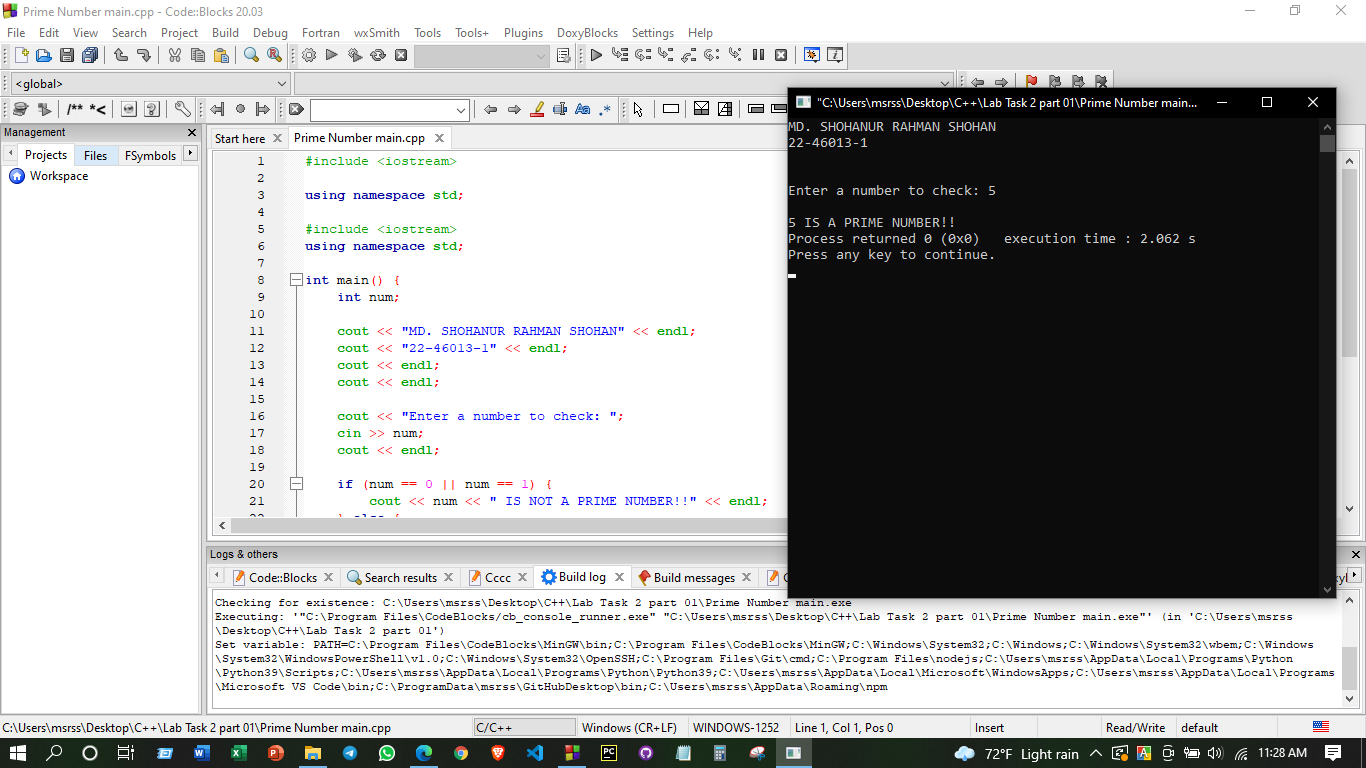 Prime Number main.cpp - Code::Blocks 20.03
File Edit View Search Project Build Debug Fortran wxSmith Tools Tools+ Plugins DoxyBlocks Settings Help
<global>
/** *<
Aa .*
Management
Projects Files FSymbols
Workspace
Start here Prime Number main.cpp
1 #include <iostream>
2
3 using namespace std;
4
5 #include <iostream>
6 using namespace std;
7
8 int main() {
9 int num;
10
11 cout << "MD. SHOHANUR RAHMAN SHOHAN" << endl;
12 cout << "22-46013-1" << endl;
13 cout << endl;
14 cout << endl;
15
16 cout << "Enter a number to check: ";
17 cin >> num;
18 cout << endl;
19
20 if (num == 0 || num == 1) {
21 cout << num << " IS NOT A PRIME NUMBER!!" << endl;
22 } else {
"C:\Users\msrss\Desktop\C++\Lab Task 2 part 01\Prime Number main...
MD. SHOHANUR RAHMAN SHOHAN
22-46013-1
Enter a number to check: 5
5 IS A PRIME NUMBER!!
Process returned 0 (0x0) execution time : 2.062 s
Press any key to continue.
Logs & others
Code::Blocks Search results Cccc Build log Build messages
Checking for existence: C:\Users\msrss\Desktop\C++\Lab Task 2 part 01\Prime Number main.exe
Executing: '"C:\Program Files\CodeBlocks/cb_console_runner.exe" "C:\Users\msrss\Desktop\C++\Lab Task 2 part 01\Prime Number main.exe"' (in 'C:\Users\msrss
\Desktop\C++\Lab Task 2 part 01')
Set variable: PATH=C:\Program Files\CodeBlocks\MinGW\bin;C:\Program Files\CodeBlocks\MinGW;C:\Windows\System32;C:\Windows;C:\Windows\System32\wbem;C:\Windows
\System32\WindowsPowerShell\v1.0;C:\Windows\System32\OpenSSH;C:\Program Files\Git\cmd;C:\Program Files\nodejs;C:\Users\msrss\AppData\Local\Programs\Python
\Python39\Scripts;C:\Users\msrss\AppData\Local\Programs\Python\Python39;C:\Users\msrss\AppData\Local\Microsoft\WindowsApps;C:\Users\msrss\AppData\Local\Programs
\Microsoft VS Code\bin;C:\ProgramData\msrss\GitHubDesktop\bin;C:\Users\msrss\AppData\Roaming\npm
C:\Users\msrss\Desktop\C++\Lab Task 2 part 01\Prime Number main.cpp C/C++ Windows (CR+LF) WINDOWS-1252 Line 1, Col 1, Pos 0 Insert Read/Write default
72°F Light rain 11:28 AM